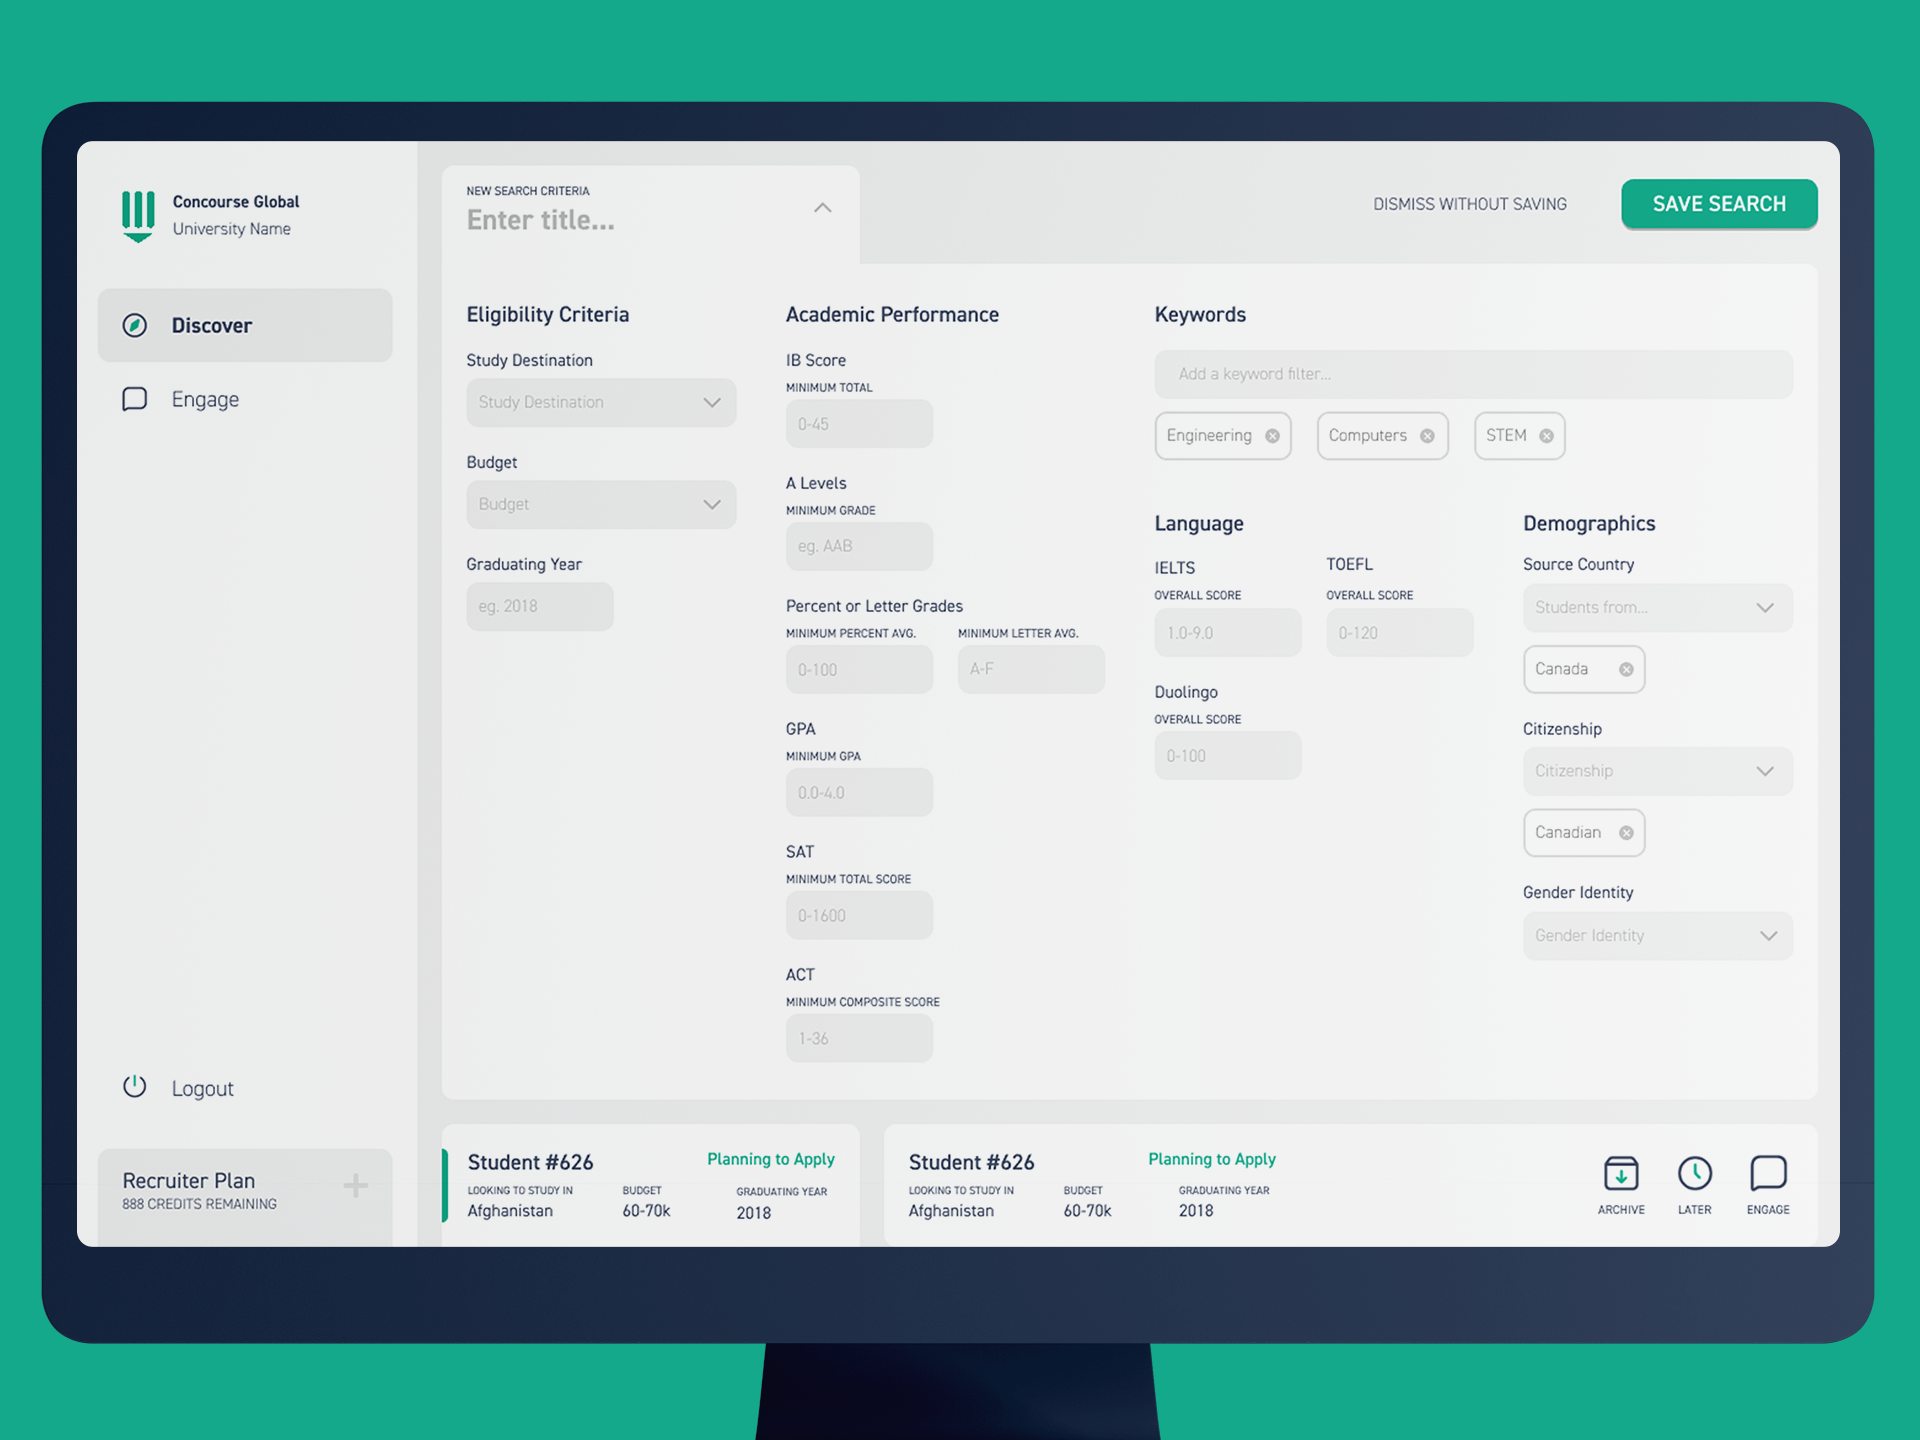 Concourse Global
University Name
Discover
Engage
Logout
Recruiter Plan
888 CREDITS REMAINING
NEW SEARCH CRITERIA
Enter title...
DISMISS WITHOUT SAVING
SAVE SEARCH
Eligibility Criteria
Study Destination
Study Destination
Budget
Budget
Graduating Year
eg. 2018
Academic Performance
IB Score
MINIMUM TOTAL
0-45
A Levels
MINIMUM GRADE
eg. AAB
Percent or Letter Grades
MINIMUM PERCENT AVG. MINIMUM LETTER AVG.
0-100 A-F
GPA
MINIMUM GPA
0.0-4.0
SAT
MINIMUM TOTAL SCORE
0-1600
ACT
MINIMUM COMPOSITE SCORE
1-36
Keywords
Add a keyword filter...
Engineering Computers STEM
Language
IELTS TOEFL
OVERALL SCORE OVERALL SCORE
1.0-9.0 0-120
Duolingo
OVERALL SCORE
0-100
Demographics
Source Country
Students from...
Canada
Citizenship
Citizenship
Canadian
Gender Identity
Gender Identity
Student #626 Planning to Apply
LOOKING TO STUDY IN BUDGET GRADUATING YEAR
Afghanistan 60-70k 2018
Student #626 Planning to Apply
LOOKING TO STUDY IN BUDGET GRADUATING YEAR
Afghanistan 60-70k 2018
ARCHIVE LATER ENGAGE